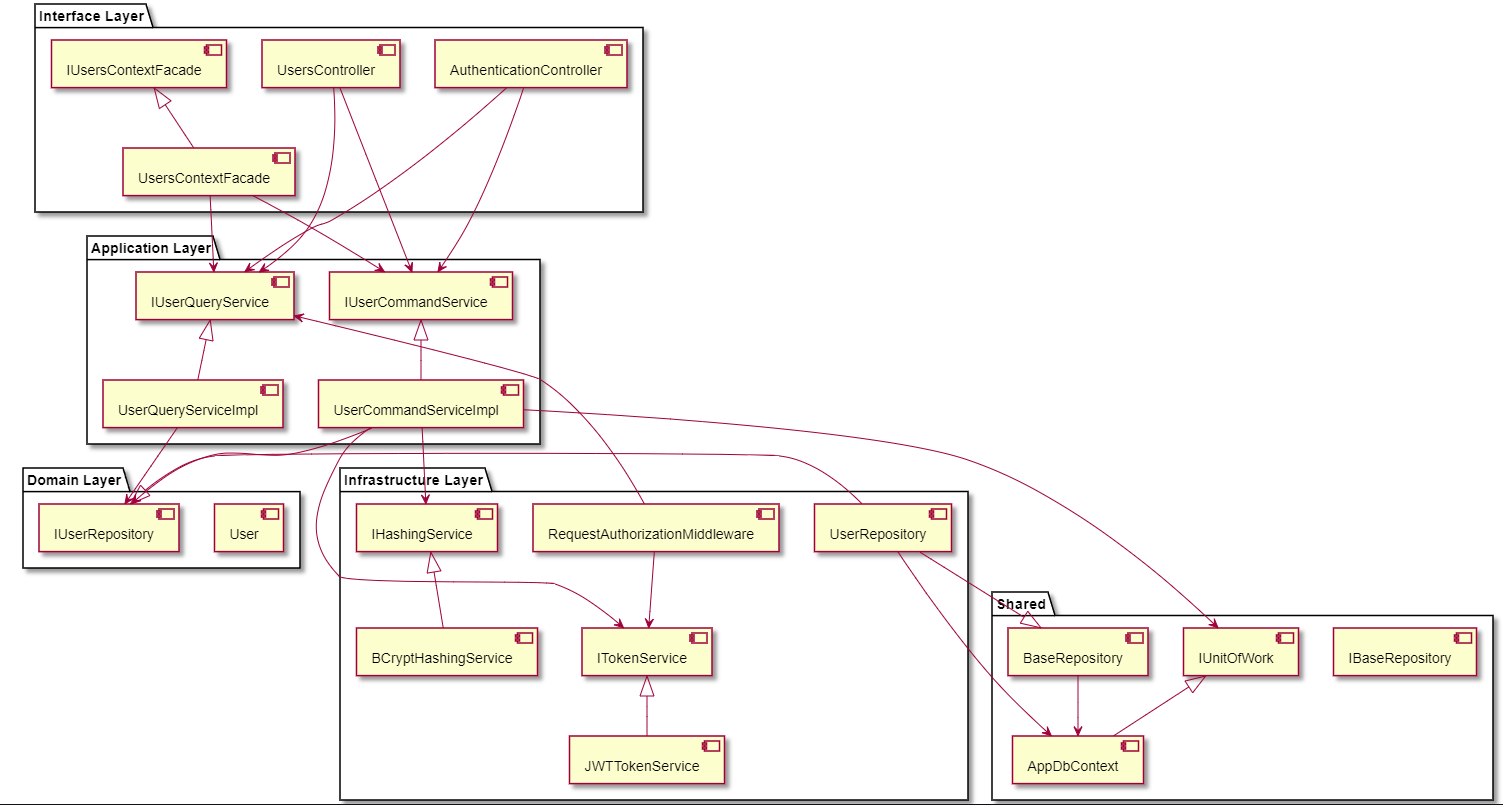 Interface Layer
IUsersContextFacade
UsersController
AuthenticationController
UsersContextFacade
Application Layer
IUserQueryService
IUserCommandService
UserQueryServiceImpl
UserCommandServiceImpl
Domain Layer
IUserRepository
User
Infrastructure Layer
IHashingService
RequestAuthorizationMiddleware
UserRepository
BCryptHashingService
ITokenService
JWTTokenService
Shared
BaseRepository
IUnitOfWork
IBaseRepository
AppDbContext